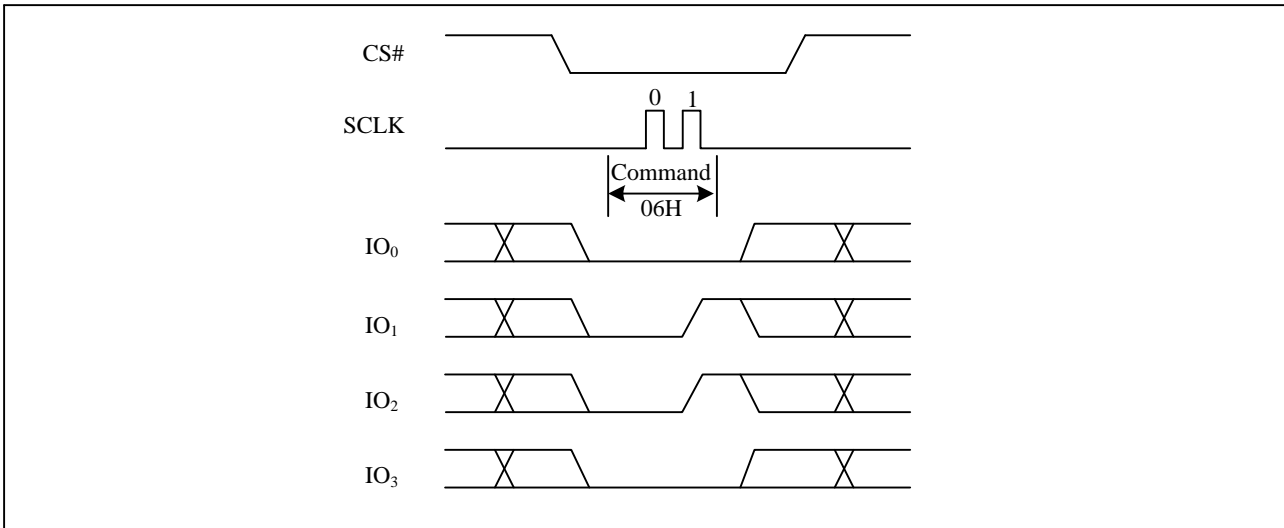 CS#
0 1
SCLK
Command
06H
IO₀
IO₁
IO₂
IO₃